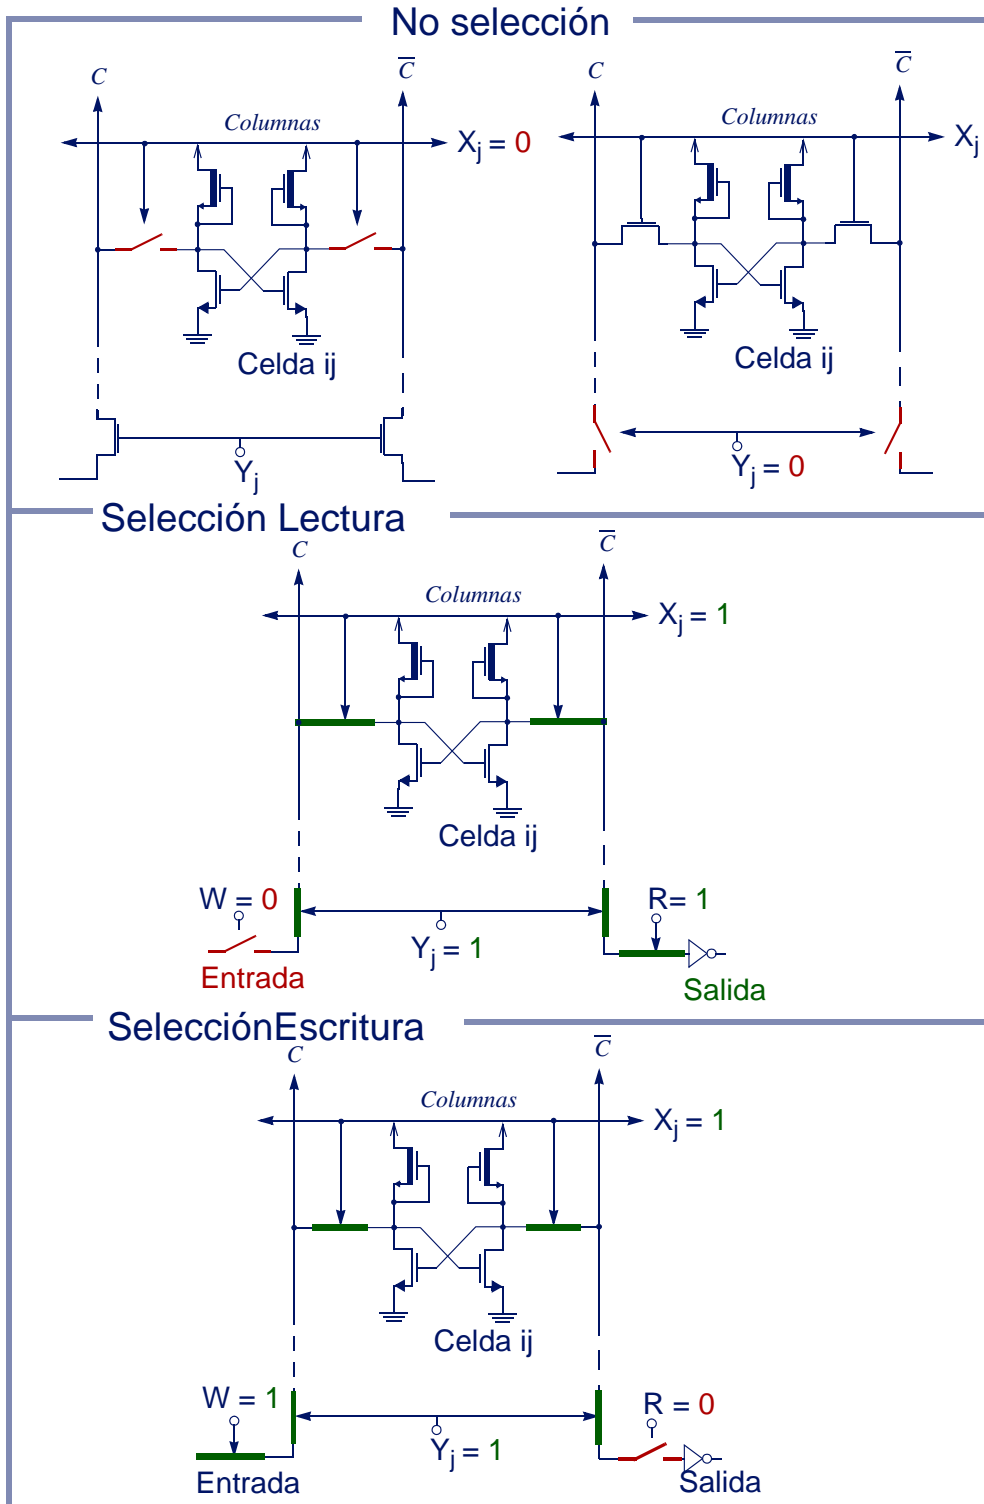 No selección
C
C
C
C
Columnas
Columnas
Xj = 0
Xj
Celda ij
Celda ij
Yj
Yj = 0
Selección Lectura
C
C
Columnas
Xj = 1
Celda ij
W = 0
R= 1
Yj = 1
Entrada
Salida
SelecciónEscritura
C
C
Columnas
Xj = 1
Celda ij
W = 1
R = 0
Yj = 1
Entrada
Salida